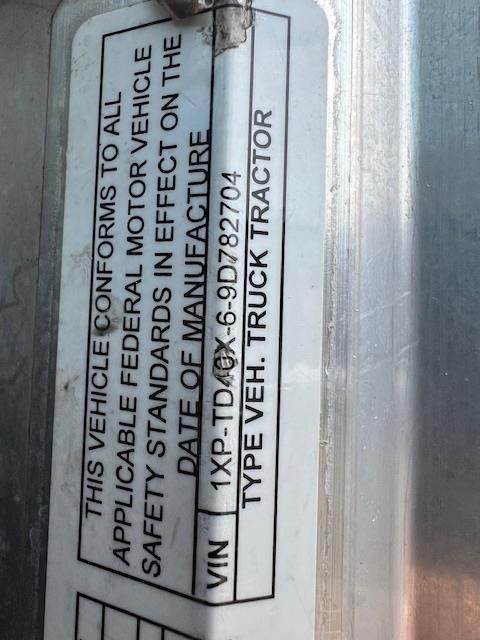 THIS VEHICLE CONFORMS TO ALL
APPLICABLE FEDERAL MOTOR VEHICLE
SAFETY STANDARDS IN EFFECT ON THE
DATE OF MANUFACTURE
VIN 1XP-TD40X-6-9D782704
TYPE VEH. TRUCK TRACTOR